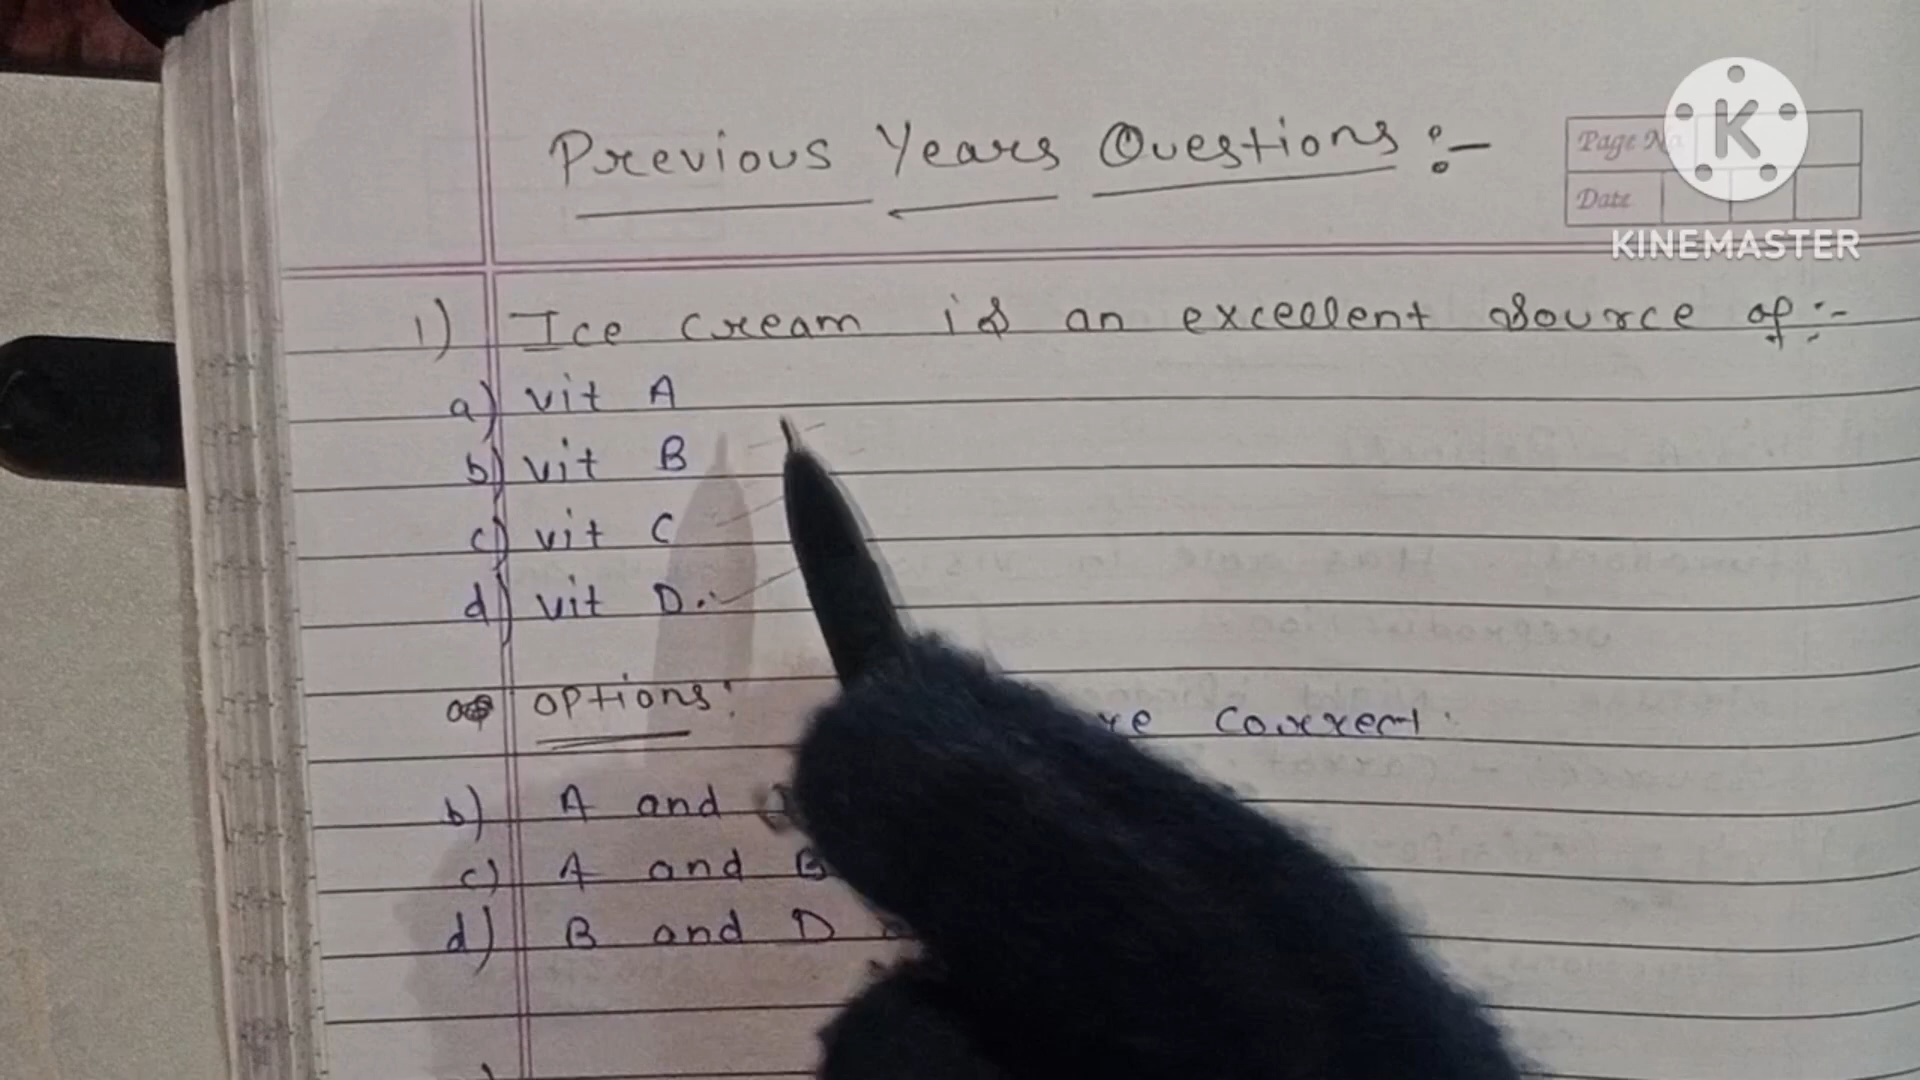 Previous Years Questions :-
Page No
Date
KINEMASTER
1) Ice cream is an excellent source of :-
a) vit A
b) vit B
c) vit C
d) vit D.
options: correct.
b) A and
c) A and B
d) B and D